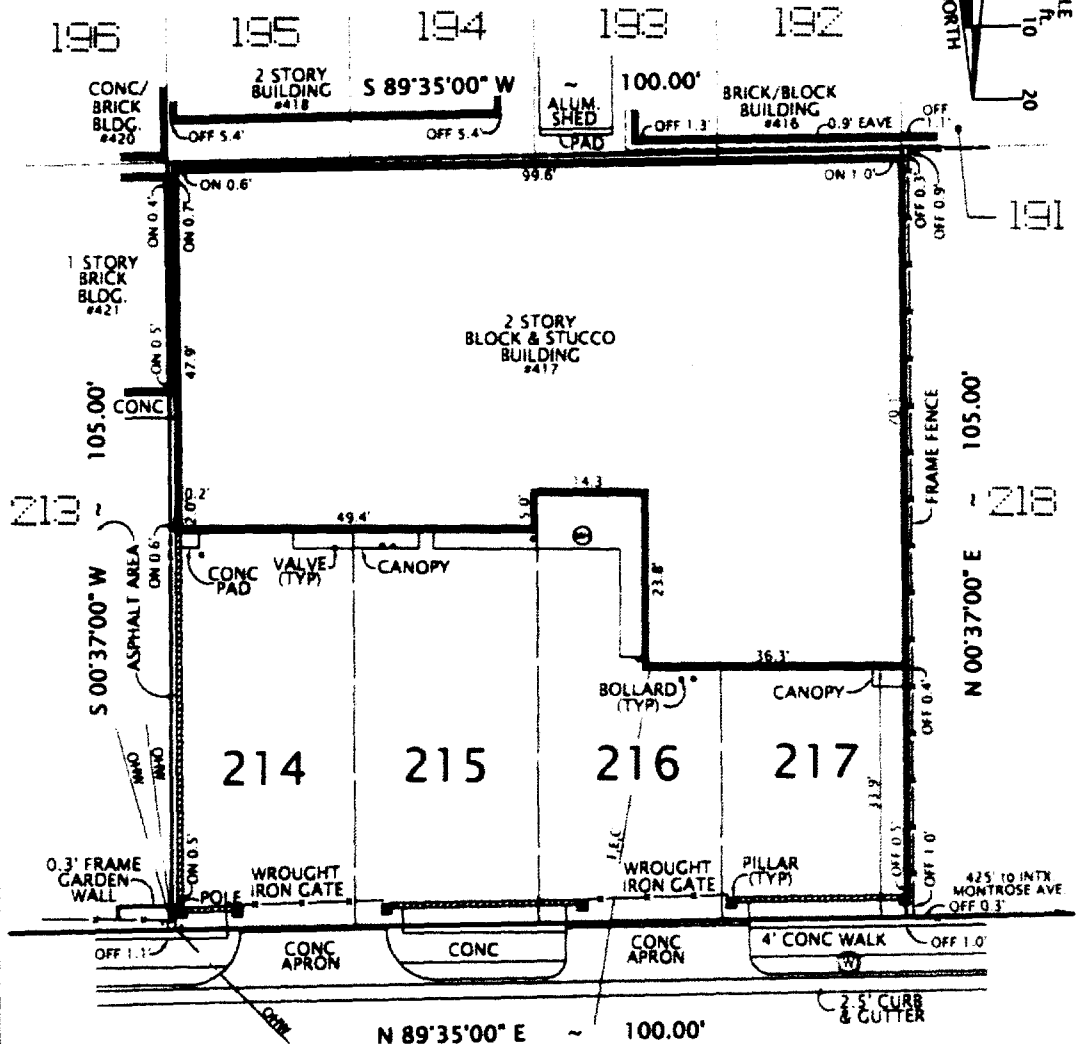 196
195
194
193
192
NORTH
10
20
CONC/
BRICK
BLDG.
#420
2 STORY
BUILDING
#418
S 89°35'00" W ~ 100.00'
ALUM.
SHED
PAD
BRICK/BLOCK
BUILDING
#416
OFF 5.4'
OFF 5.4'
OFF 1.3'
0.9' EAVE
OFF
1.1'
ON 0.6'
99.6'
ON 1.0'
OFF 0.3'
OFF 0.9'
191
ON 0.4'
ON 0.7'
1 STORY
BRICK
BLDG.
#421
2 STORY
BLOCK & STUCCO
BUILDING
#417
ON 0.5'
47.9'
CONC
105.00'
S 00°37'00" W ~
213
FRAME FENCE
105.00'
N 00°37'00" E ~
218
0.2'
2.0'
49.4'
5.0'
14.3
ON 0.6'
ASPHALT AREA
CONC
PAD
VALVE
(TYP)
CANOPY
23.8'
36.3'
BOLLARD
(TYP)
CANOPY
OFF 0.4'
214
215
216
217
33.9'
OHW
OHW
ON 0.5'
OFF 0.5'
OFF 1.0'
0.3' FRAME
GARDEN
WALL
POLE
WROUGHT
IRON GATE
WROUGHT
IRON GATE
PILLAR
(TYP)
425' to INTX
MONTROSE AVE.
OFF 0.3'
OFF 1.1'
CONC
APRON
CONC
CONC
APRON
4' CONC WALK
OFF 1.0'
W
OHW
2.5' CURB
& GUTTER
N 89°35'00" E ~ 100.00'